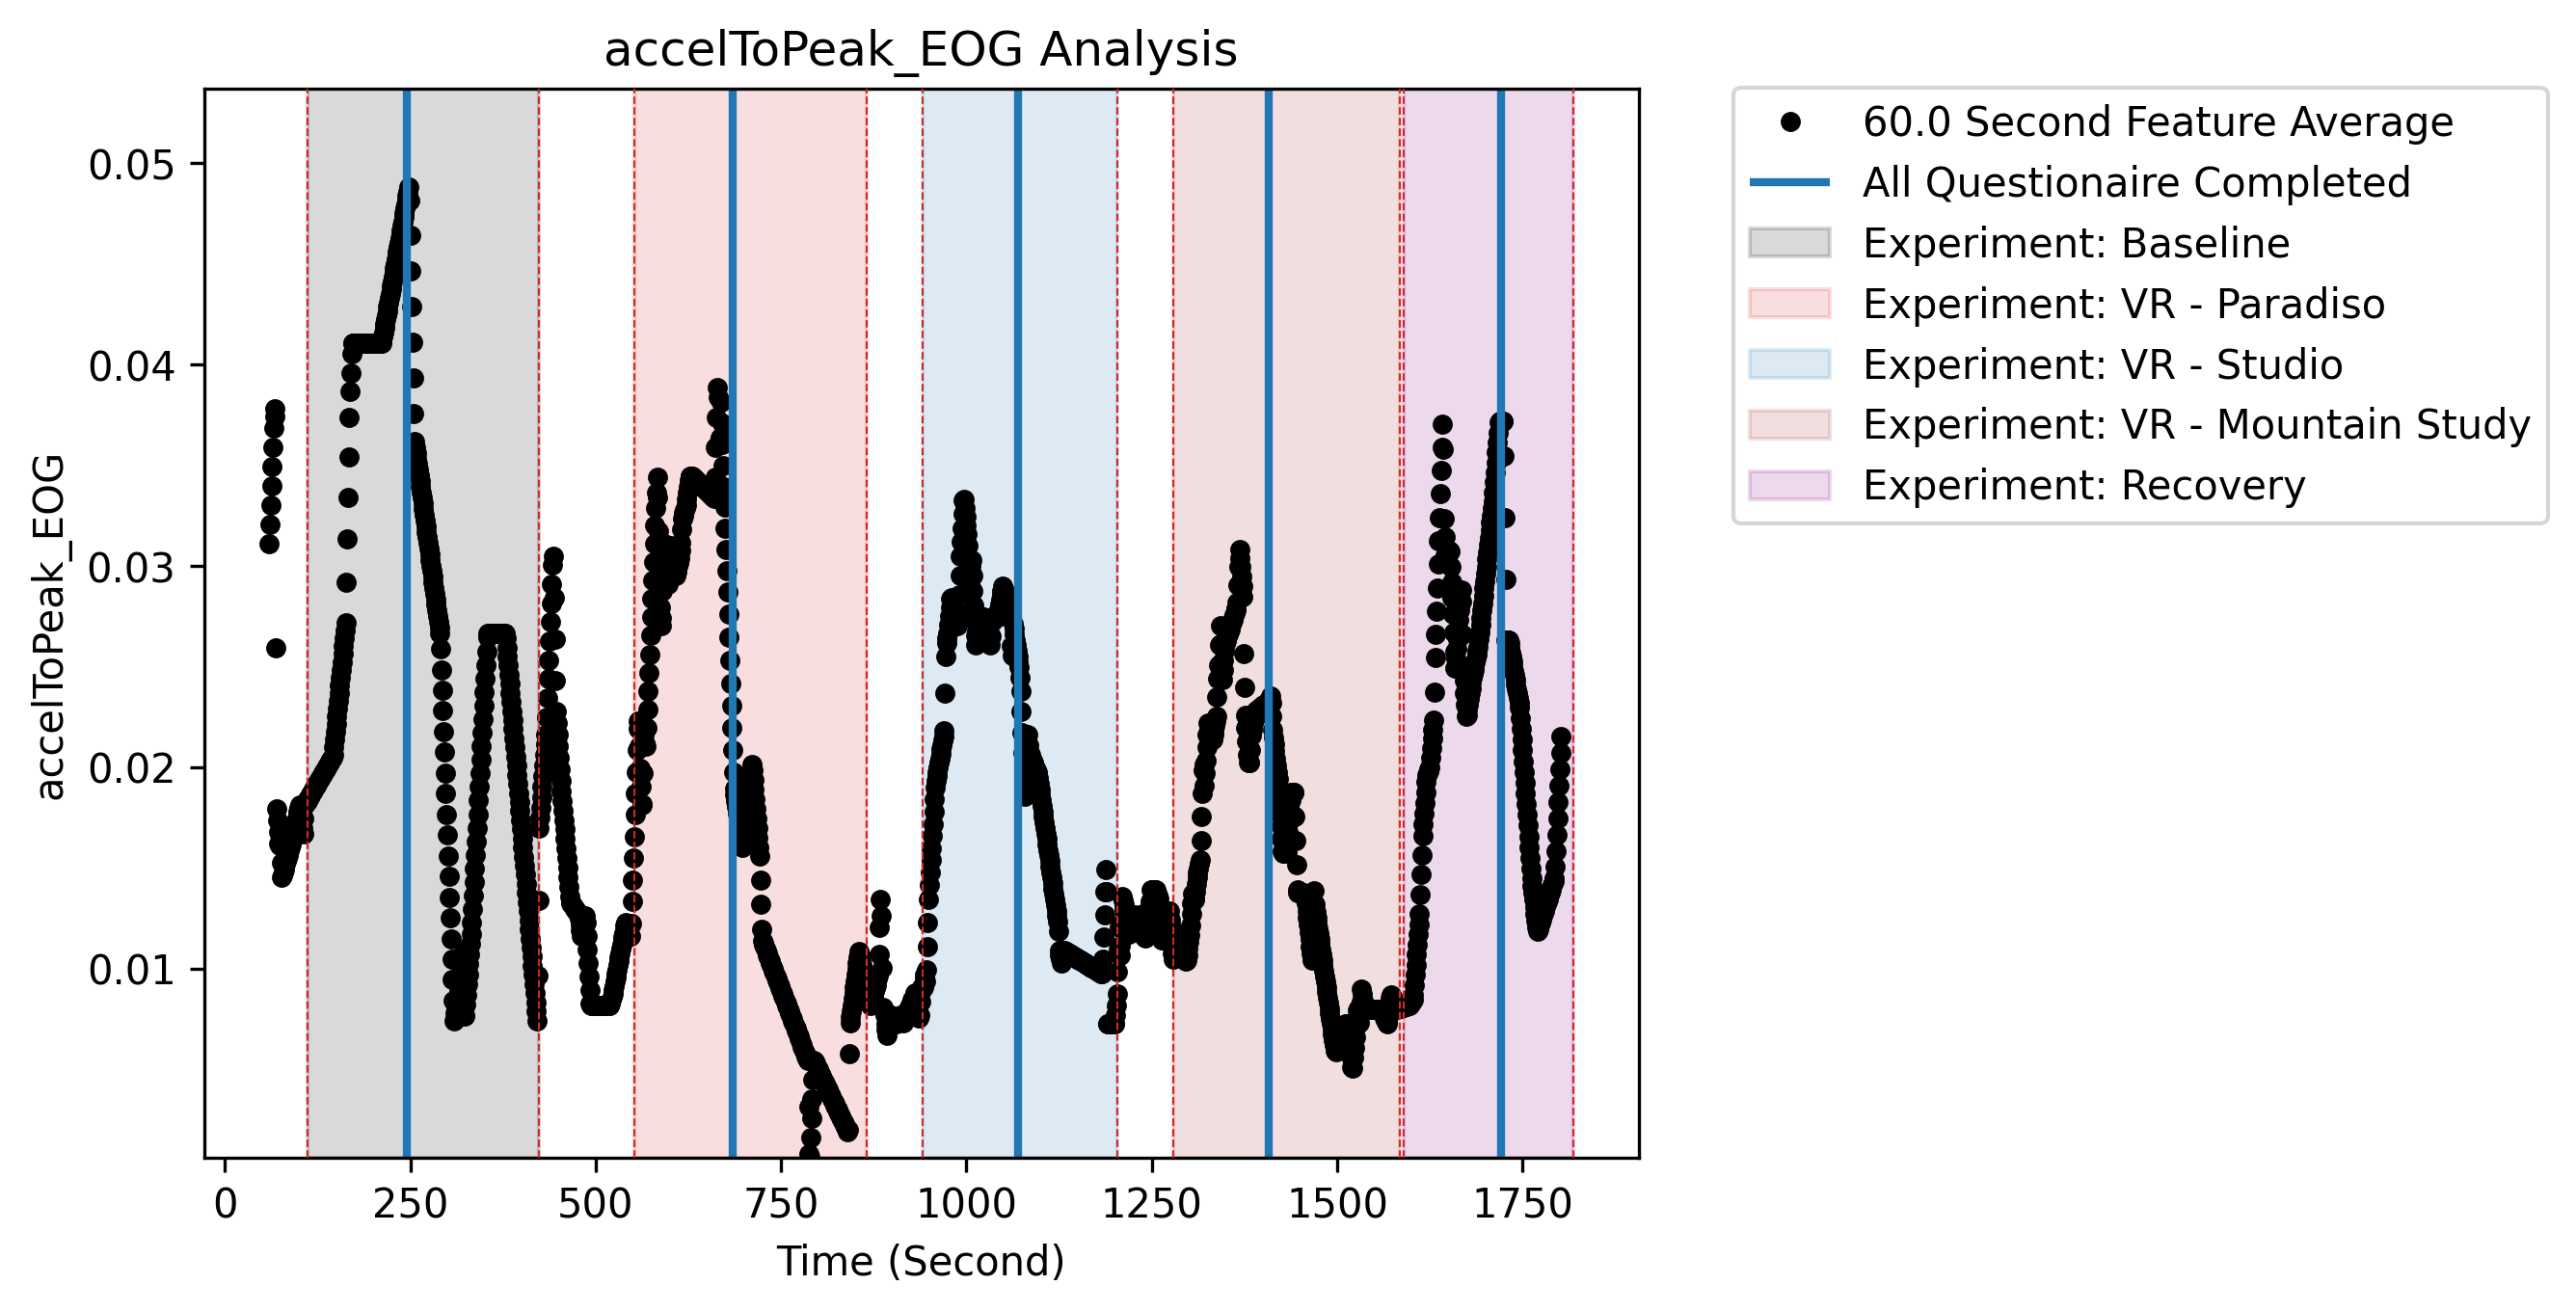 accelToPeak_EOG Analysis
accelToPeak_EOG
0.05
0.04
0.03
0.02
0.01
0
250
500
750
1000
1250
1500
1750
Time (Second)
60.0 Second Feature Average
All Questionaire Completed
Experiment: Baseline
Experiment: VR - Paradiso
Experiment: VR - Studio
Experiment: VR - Mountain Study
Experiment: Recovery